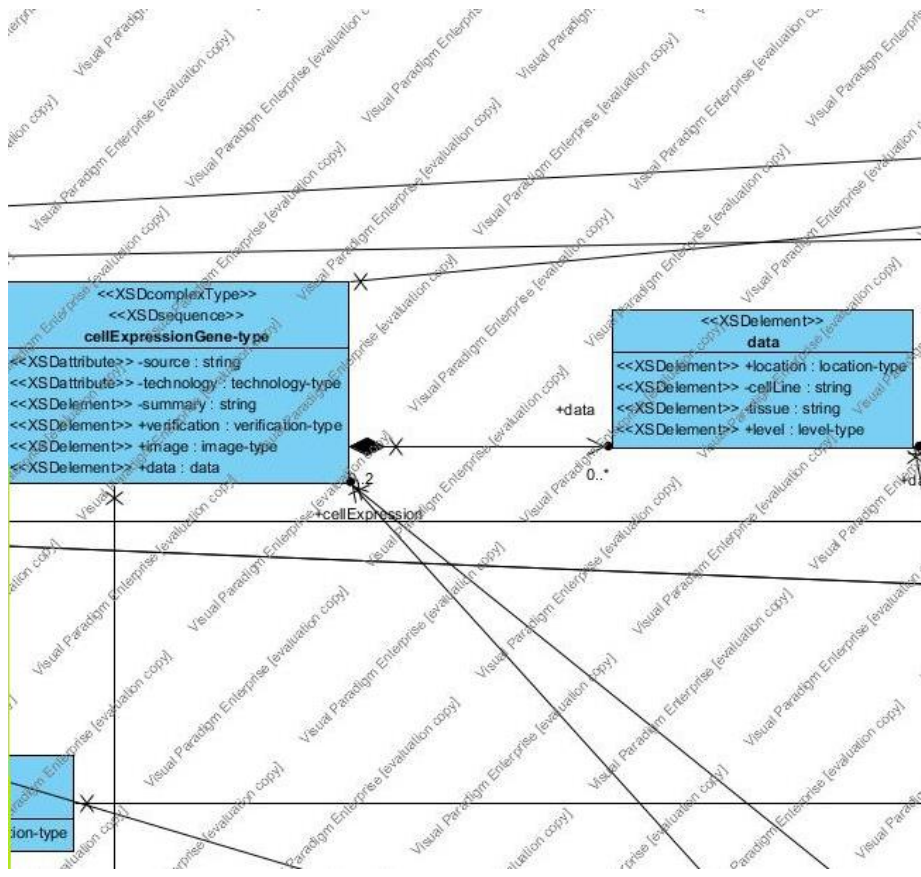 <<XSDcomplexType>>
<<XSDsequence>>
cellExpressionGene-type
<<XSDattribute>> -source : string
<<XSDattribute>> -technology : technology-type
<<XSDelement>> -summary : string
<<XSDelement>> +verification : verification-type
<<XSDelement>> +image : image-type
<<XSDelement>> +data : data
<<XSDelement>>
data
<<XSDelement>> +location : location-type
<<XSDelement>> -cellLine : string
<<XSDelement>> -tissue : string
<<XSDelement>> +level : level-type
+data
0..*
+cellExpression
ion-type
Visual Paradigm Enterprise [evaluation copy]